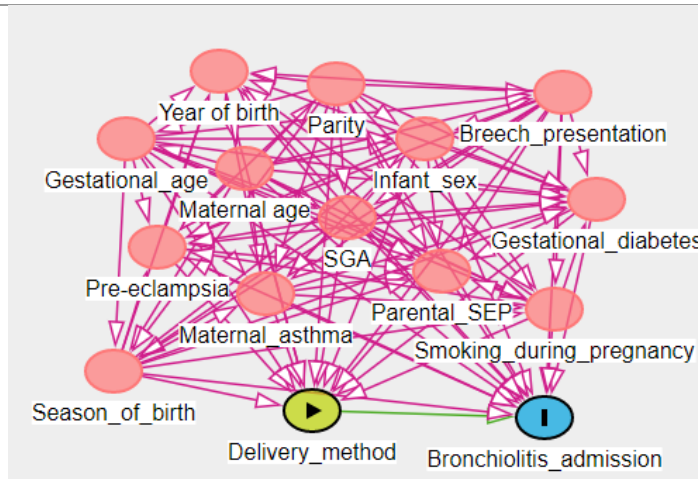 Year of birth
Parity
Breech_presentation
Gestational_age
Infant_sex
Maternal age
Gestational_diabetes
SGA
Pre-eclampsia
Parental_SEP
Maternal_asthma
Smoking_during_pregnancy
Season_of_birth
Delivery_method
Bronchiolitis_admission